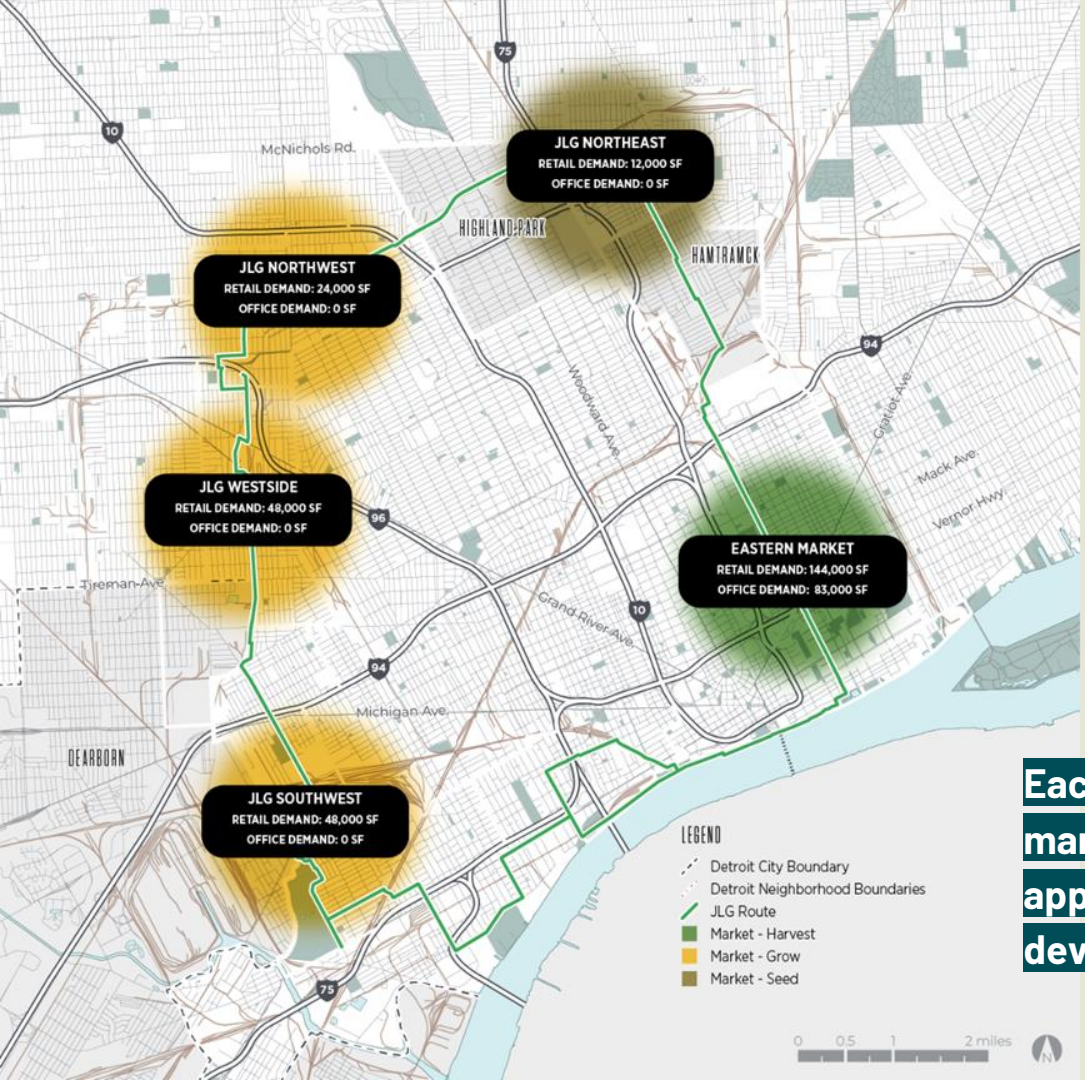 75
10
McNichols Rd.
JLG NORTHEAST
RETAIL DEMAND: 12,000 SF
OFFICE DEMAND: 0 SF
HIGHLAND PARK
HAMTRAMCK
JLG NORTHWEST
RETAIL DEMAND: 24,000 SF
OFFICE DEMAND: 0 SF
94
Woodward Ave.
Gratiot Ave.
Mack Ave.
Vernor Hwy.
JLG WESTSIDE
RETAIL DEMAND: 48,000 SF
OFFICE DEMAND: 0 SF
96
EASTERN MARKET
RETAIL DEMAND: 144,000 SF
OFFICE DEMAND: 83,000 SF
Tireman Ave
Grand River Ave.
10
94
Michigan Ave.
DEARBORN
JLG SOUTHWEST
RETAIL DEMAND: 48,000 SF
OFFICE DEMAND: 0 SF
75
LEGEND
Detroit City Boundary
Detroit Neighborhood Boundaries
JLG Route
Market - Harvest
Market - Grow
Market - Seed
0 0.5 1 2 miles
N
Eac
mar
app
dev